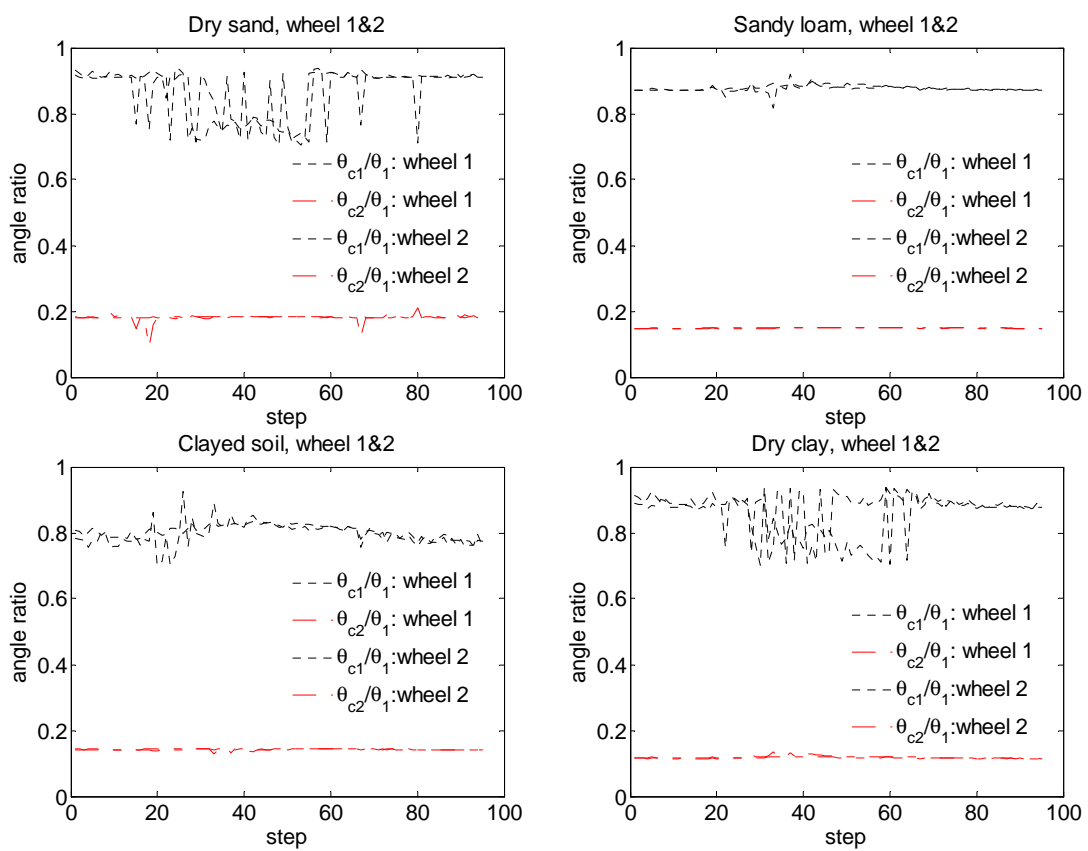 Dry sand, wheel 1&2
1
0.8
0.6
0.4
0.2
0
angle ratio
θc1/θ1: wheel 1
θc2/θ1: wheel 1
θc1/θ1:wheel 2
θc2/θ1:wheel 2
0 20 40 60 80 100
step
Sandy loam, wheel 1&2
1
0.8
0.6
0.4
0.2
0
angle ratio
θc1/θ1: wheel 1
θc2/θ1: wheel 1
θc1/θ1:wheel 2
θc2/θ1:wheel 2
0 20 40 60 80 100
step
Clayed soil, wheel 1&2
1
0.8
0.6
0.4
0.2
0
angle ratio
θc1/θ1: wheel 1
θc2/θ1: wheel 1
θc1/θ1:wheel 2
θc2/θ1:wheel 2
0 20 40 60 80 100
step
Dry clay, wheel 1&2
1
0.8
0.6
0.4
0.2
0
angle ratio
θc1/θ1: wheel 1
θc2/θ1: wheel 1
θc1/θ1:wheel 2
θc2/θ1:wheel 2
0 20 40 60 80 100
step